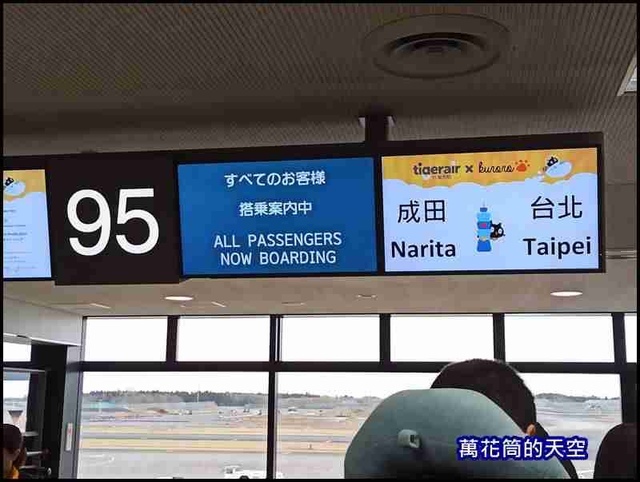 95
すべてのお客様
搭乗案内中
ALL PASSENGERS
NOW BOARDING
tigerair x kuroro
成田 台北
Narita Taipei
萬花筒的天空